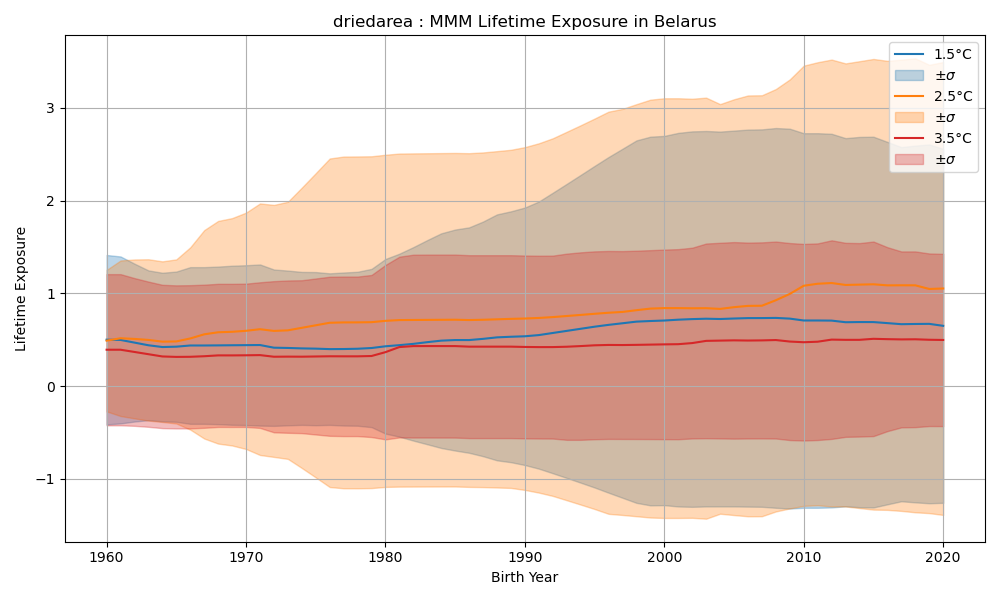 driedarea : MMM Lifetime Exposure in Belarus
1.5°C
±σ
2.5°C
±σ
3.5°C
±σ
Lifetime Exposure
3
2
1
0
−1
1960 1970 1980 1990 2000 2010 2020
Birth Year